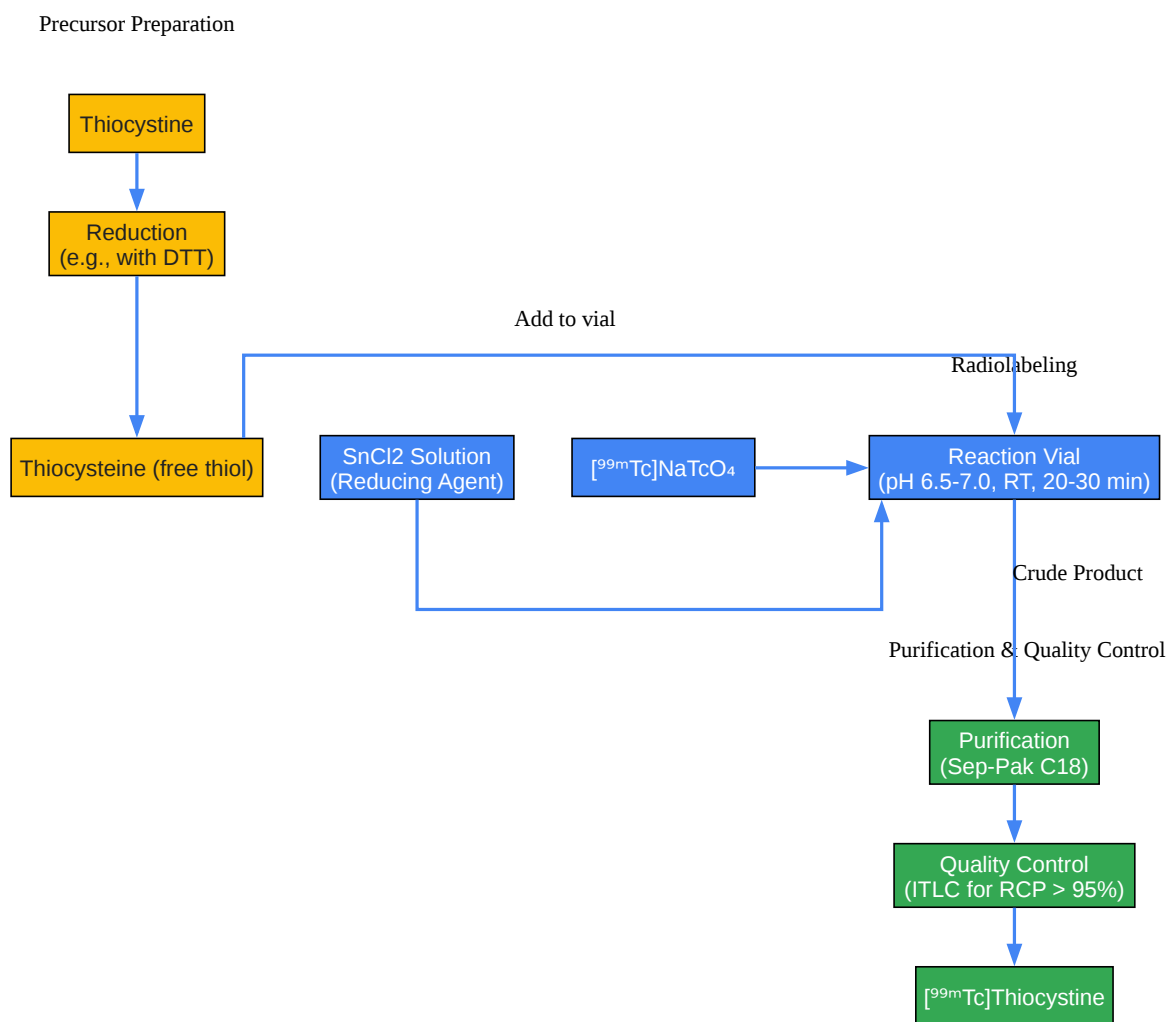 Precursor Preparation
Thiocystine
Reduction
(e.g., with DTT)
Add to vial
Radiolabeling
Thiocysteine (free thiol)
SnCl2 Solution
(Reducing Agent)
[⁹⁹ᵐTc]NaTcO₄
Reaction Vial
(pH 6.5-7.0, RT, 20-30 min)
Crude Product
Purification & Quality Control
Purification
(Sep-Pak C18)
Quality Control
(ITLC for RCP > 95%)
[⁹⁹ᵐTc]Thiocystine